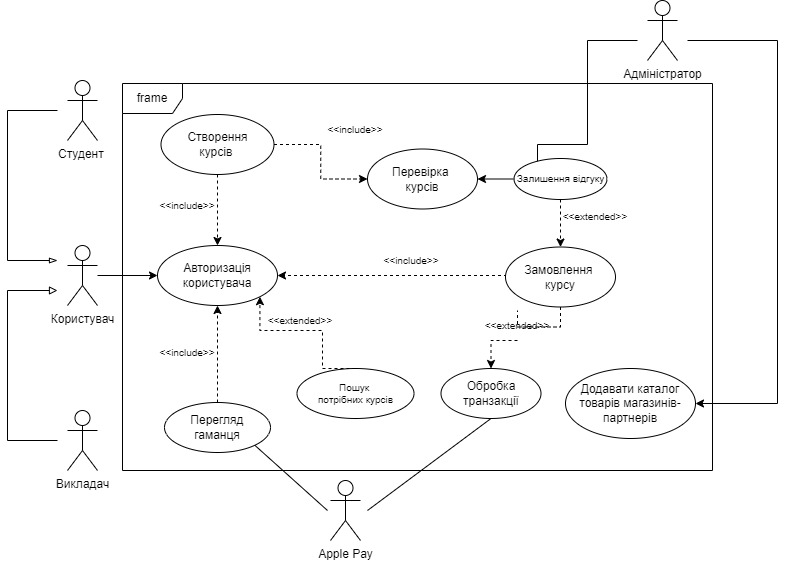 Адміністратор
frame
Створення
курсів
<<include>>
Студент
Перевірка
курсів
Залишення відгуку
<<include>>
<<extended>>
Авторизація
користувача
<<include>>
Замовлення
курсу
Користувач
<<extended>>
<<extended>>
<<include>>
Пошук
потрібних курсів
Обробка
транзакції
Додавати каталог
товарів магазинів-
партнерів
Перегляд
гаманця
Викладач
Apple Pay